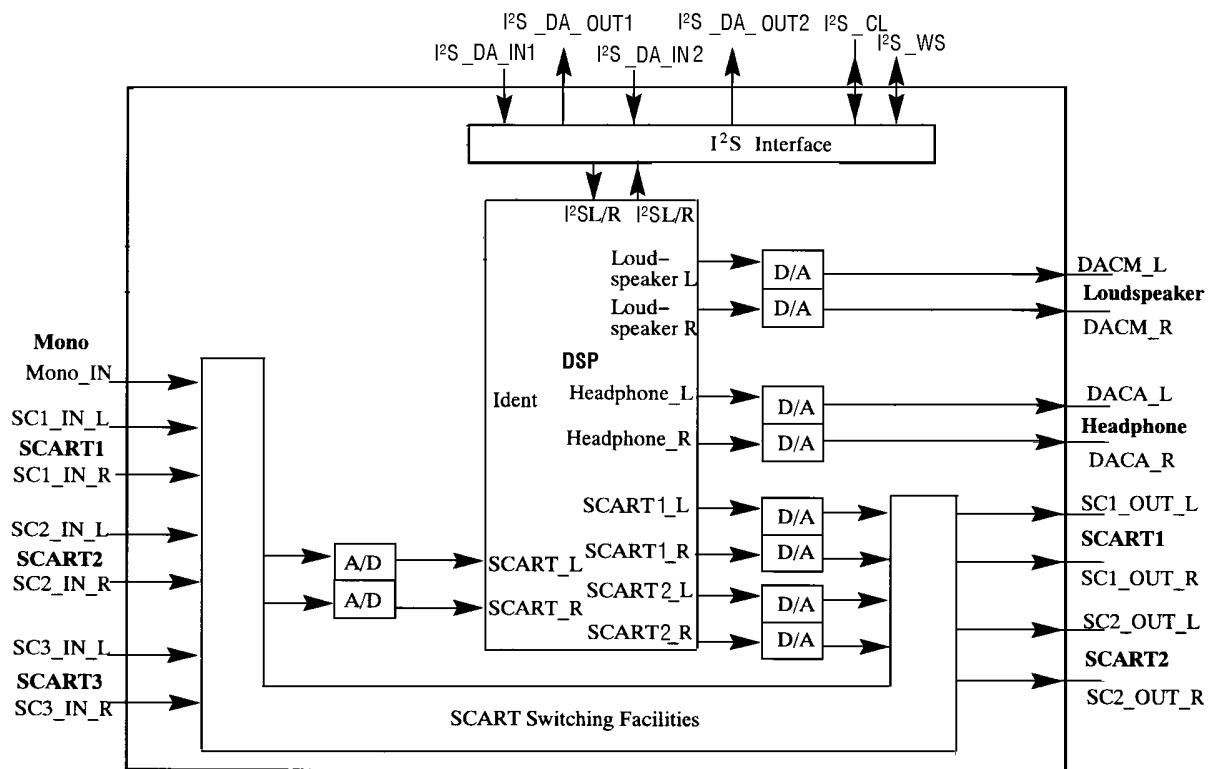 I²S_DA_OUT1
I²S_DA_OUT2
I²S_CL
I²S_DA_IN1
I²S_DA_IN2
I²S_WS
I²S Interface
I²SL/R
I²SL/R
Loud–
speaker L
D/A
DACM_L
Loudspeaker
Loud–
speaker R
D/A
DACM_R
Mono
Mono_IN
DSP
Ident
Headphone_L
D/A
DACA_L
Headphone
Headphone_R
D/A
DACA_R
SC1_IN_L
SCART1
SC1_IN_R
SCART1_L
D/A
SC1_OUT_L
SCART1
SC2_IN_L
SCART2
SC2_IN_R
A/D
SCART_L
SCART1_R
D/A
SC1_OUT_R
A/D
SCART_R
SCART2_L
D/A
SC2_OUT_L
SCART2_R
D/A
SCART2
SC2_OUT_R
SC3_IN_L
SCART3
SC3_IN_R
SCART Switching Facilities